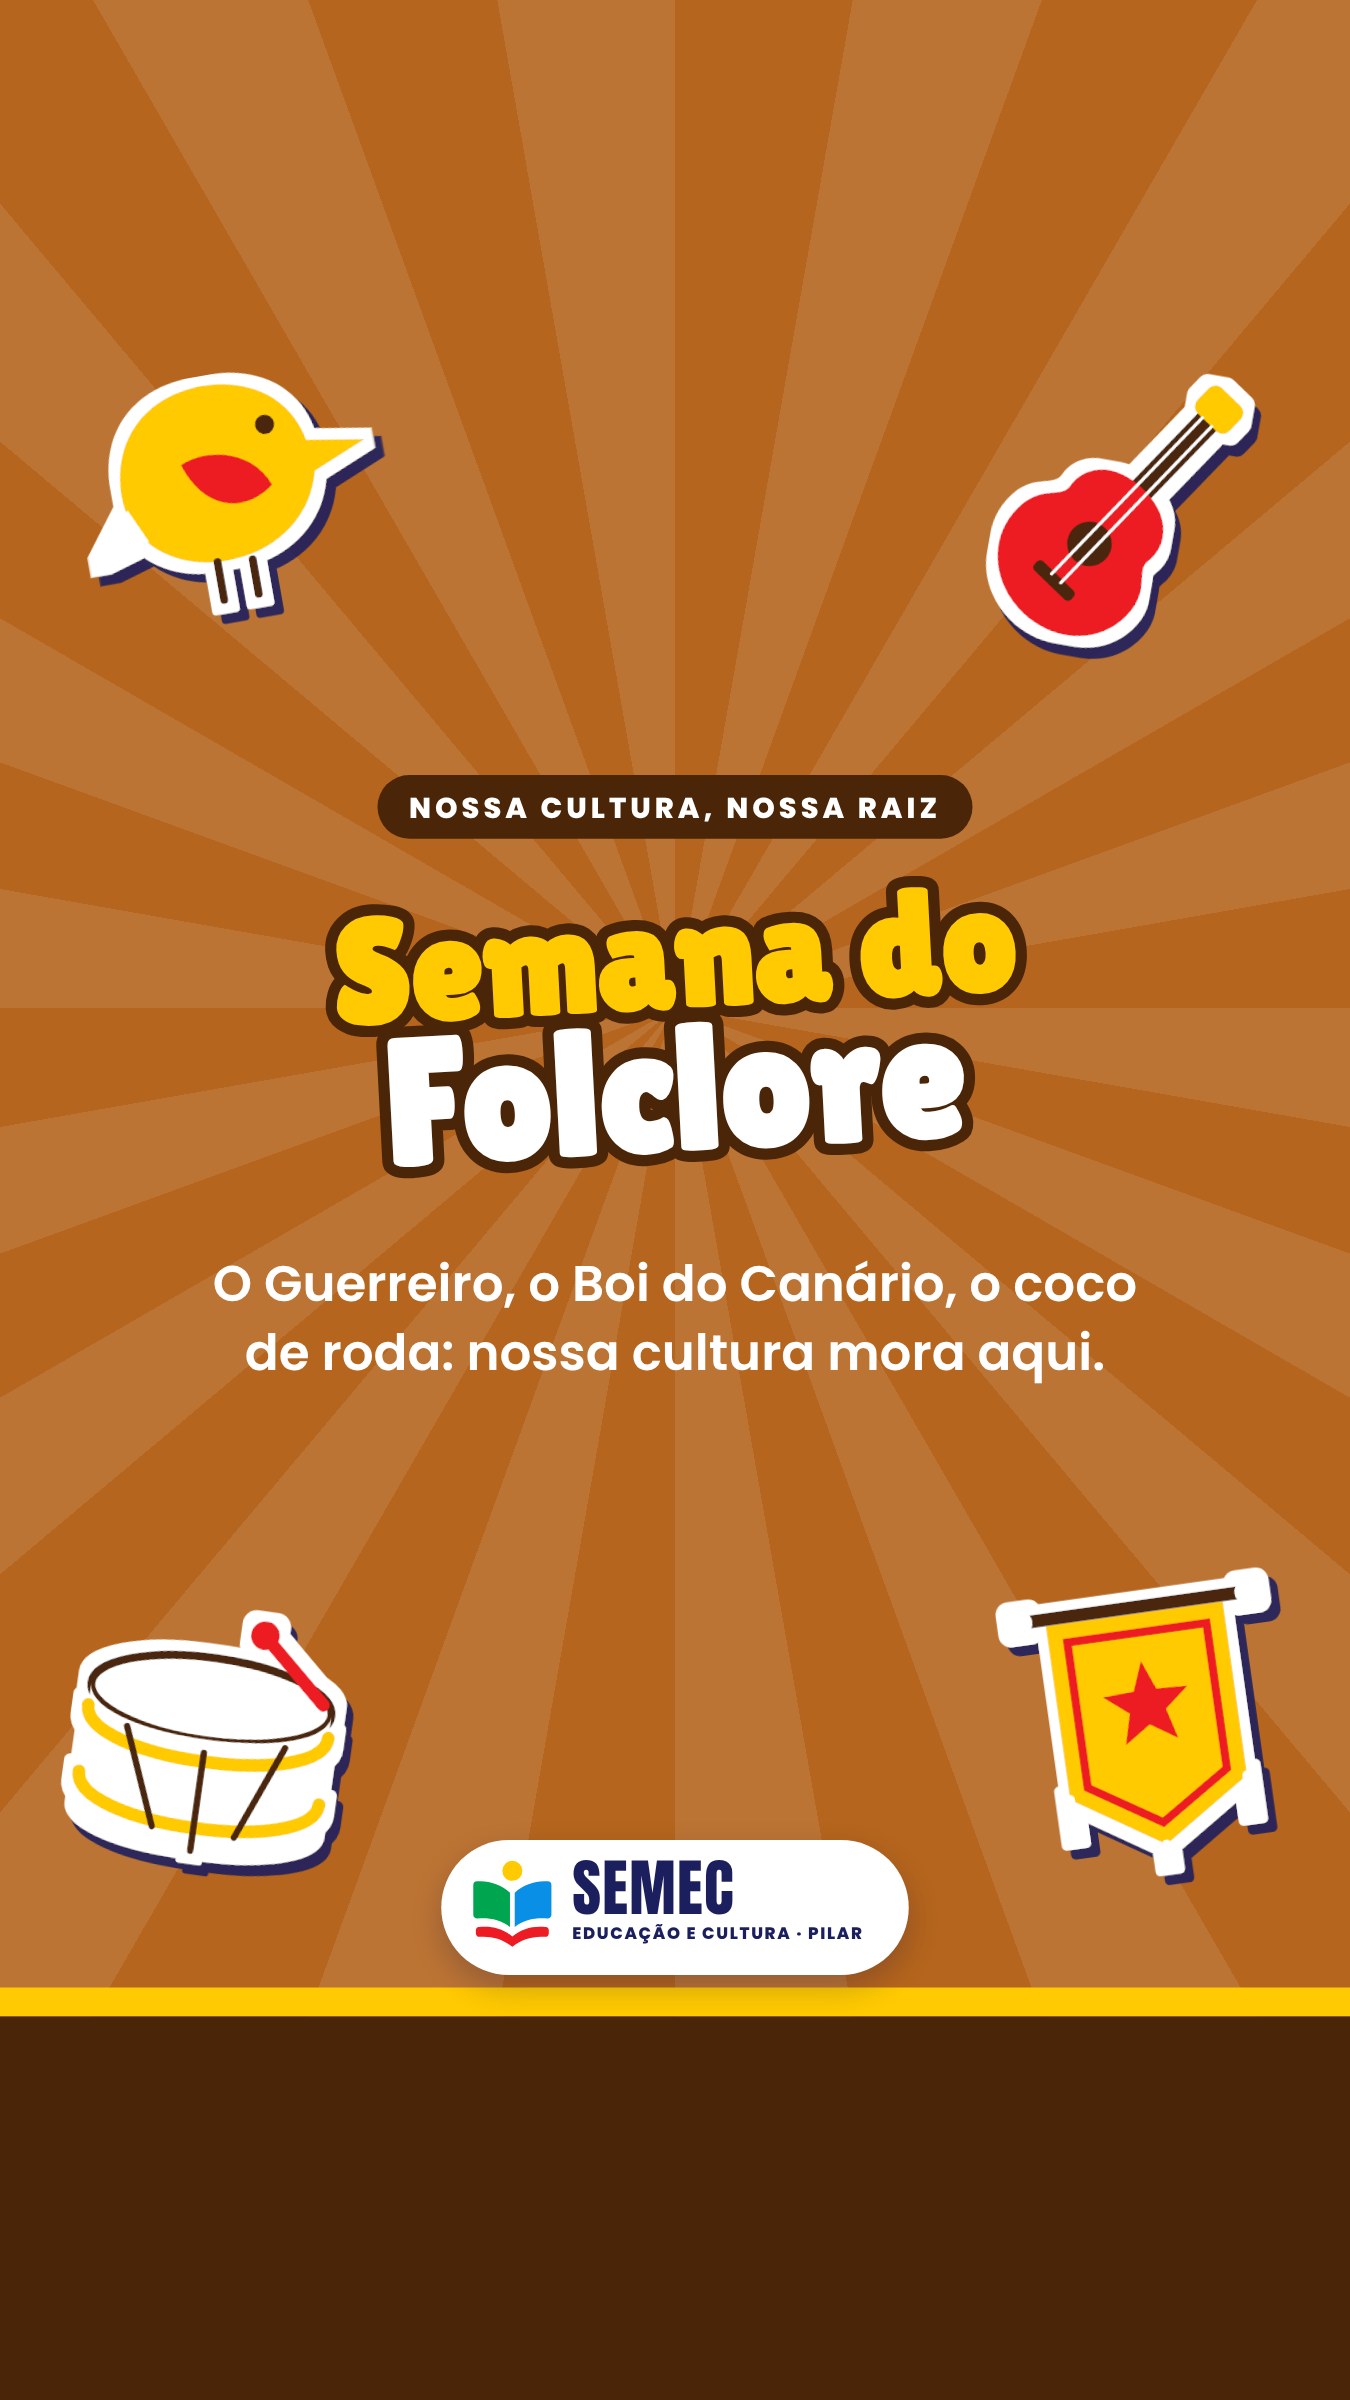 NOSSA CULTURA, NOSSA RAIZ
Semana do
Folclore
O Guerreiro, o Boi do Canário, o coco
de roda: nossa cultura mora aqui.
SEMEC
EDUCAÇÃO E CULTURA · PILAR